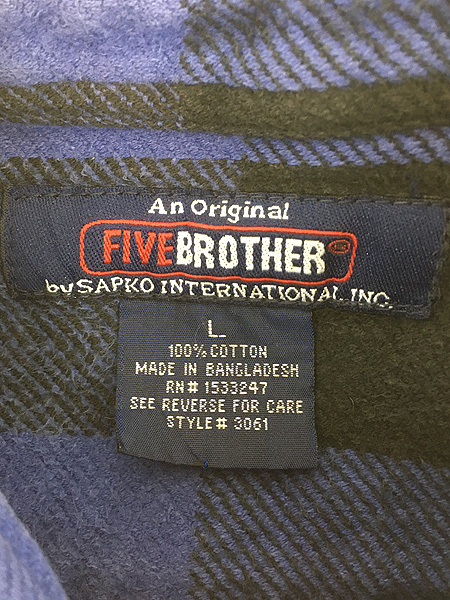 An Original
FIVEBROTHER
by SAPKO INTERNATIONAL, INC.
L
100% COTTON
MADE IN BANGLADESH
RN# 1533247
SEE REVERSE FOR CARE
STYLE# 3061